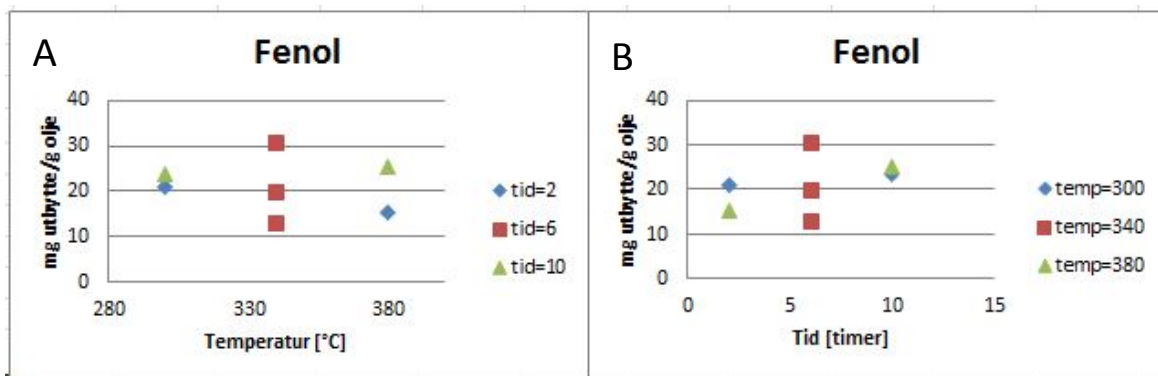 A
Fenol
mg utbytte/g olje
40
30
20
10
0
280
330
380
Temperatur [°C]
tid=2
tid=6
tid=10
B
Fenol
mg utbytte/g olje
40
30
20
10
0
0
5
10
15
Tid [timer]
temp=300
temp=340
temp=380